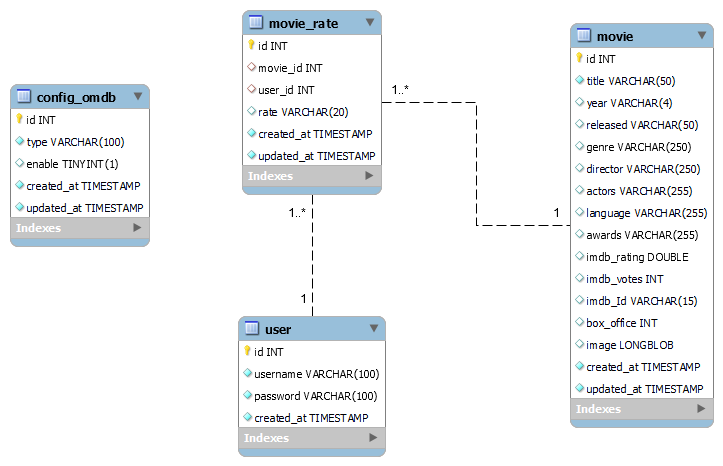 config_omdb
id INT
type VARCHAR(100)
enable TINYINT(1)
created_at TIMESTAMP
updated_at TIMESTAMP
Indexes
movie_rate
id INT
movie_id INT
user_id INT
rate VARCHAR(20)
created_at TIMESTAMP
updated_at TIMESTAMP
Indexes
1..*
1..*
1
1
user
id INT
username VARCHAR(100)
password VARCHAR(100)
created_at TIMESTAMP
Indexes
movie
id INT
title VARCHAR(50)
year VARCHAR(4)
released VARCHAR(50)
genre VARCHAR(250)
director VARCHAR(250)
actors VARCHAR(255)
language VARCHAR(255)
awards VARCHAR(255)
imdb_rating DOUBLE
imdb_votes INT
imdb_Id VARCHAR(15)
box_office INT
image LONGBLOB
created_at TIMESTAMP
updated_at TIMESTAMP
Indexes